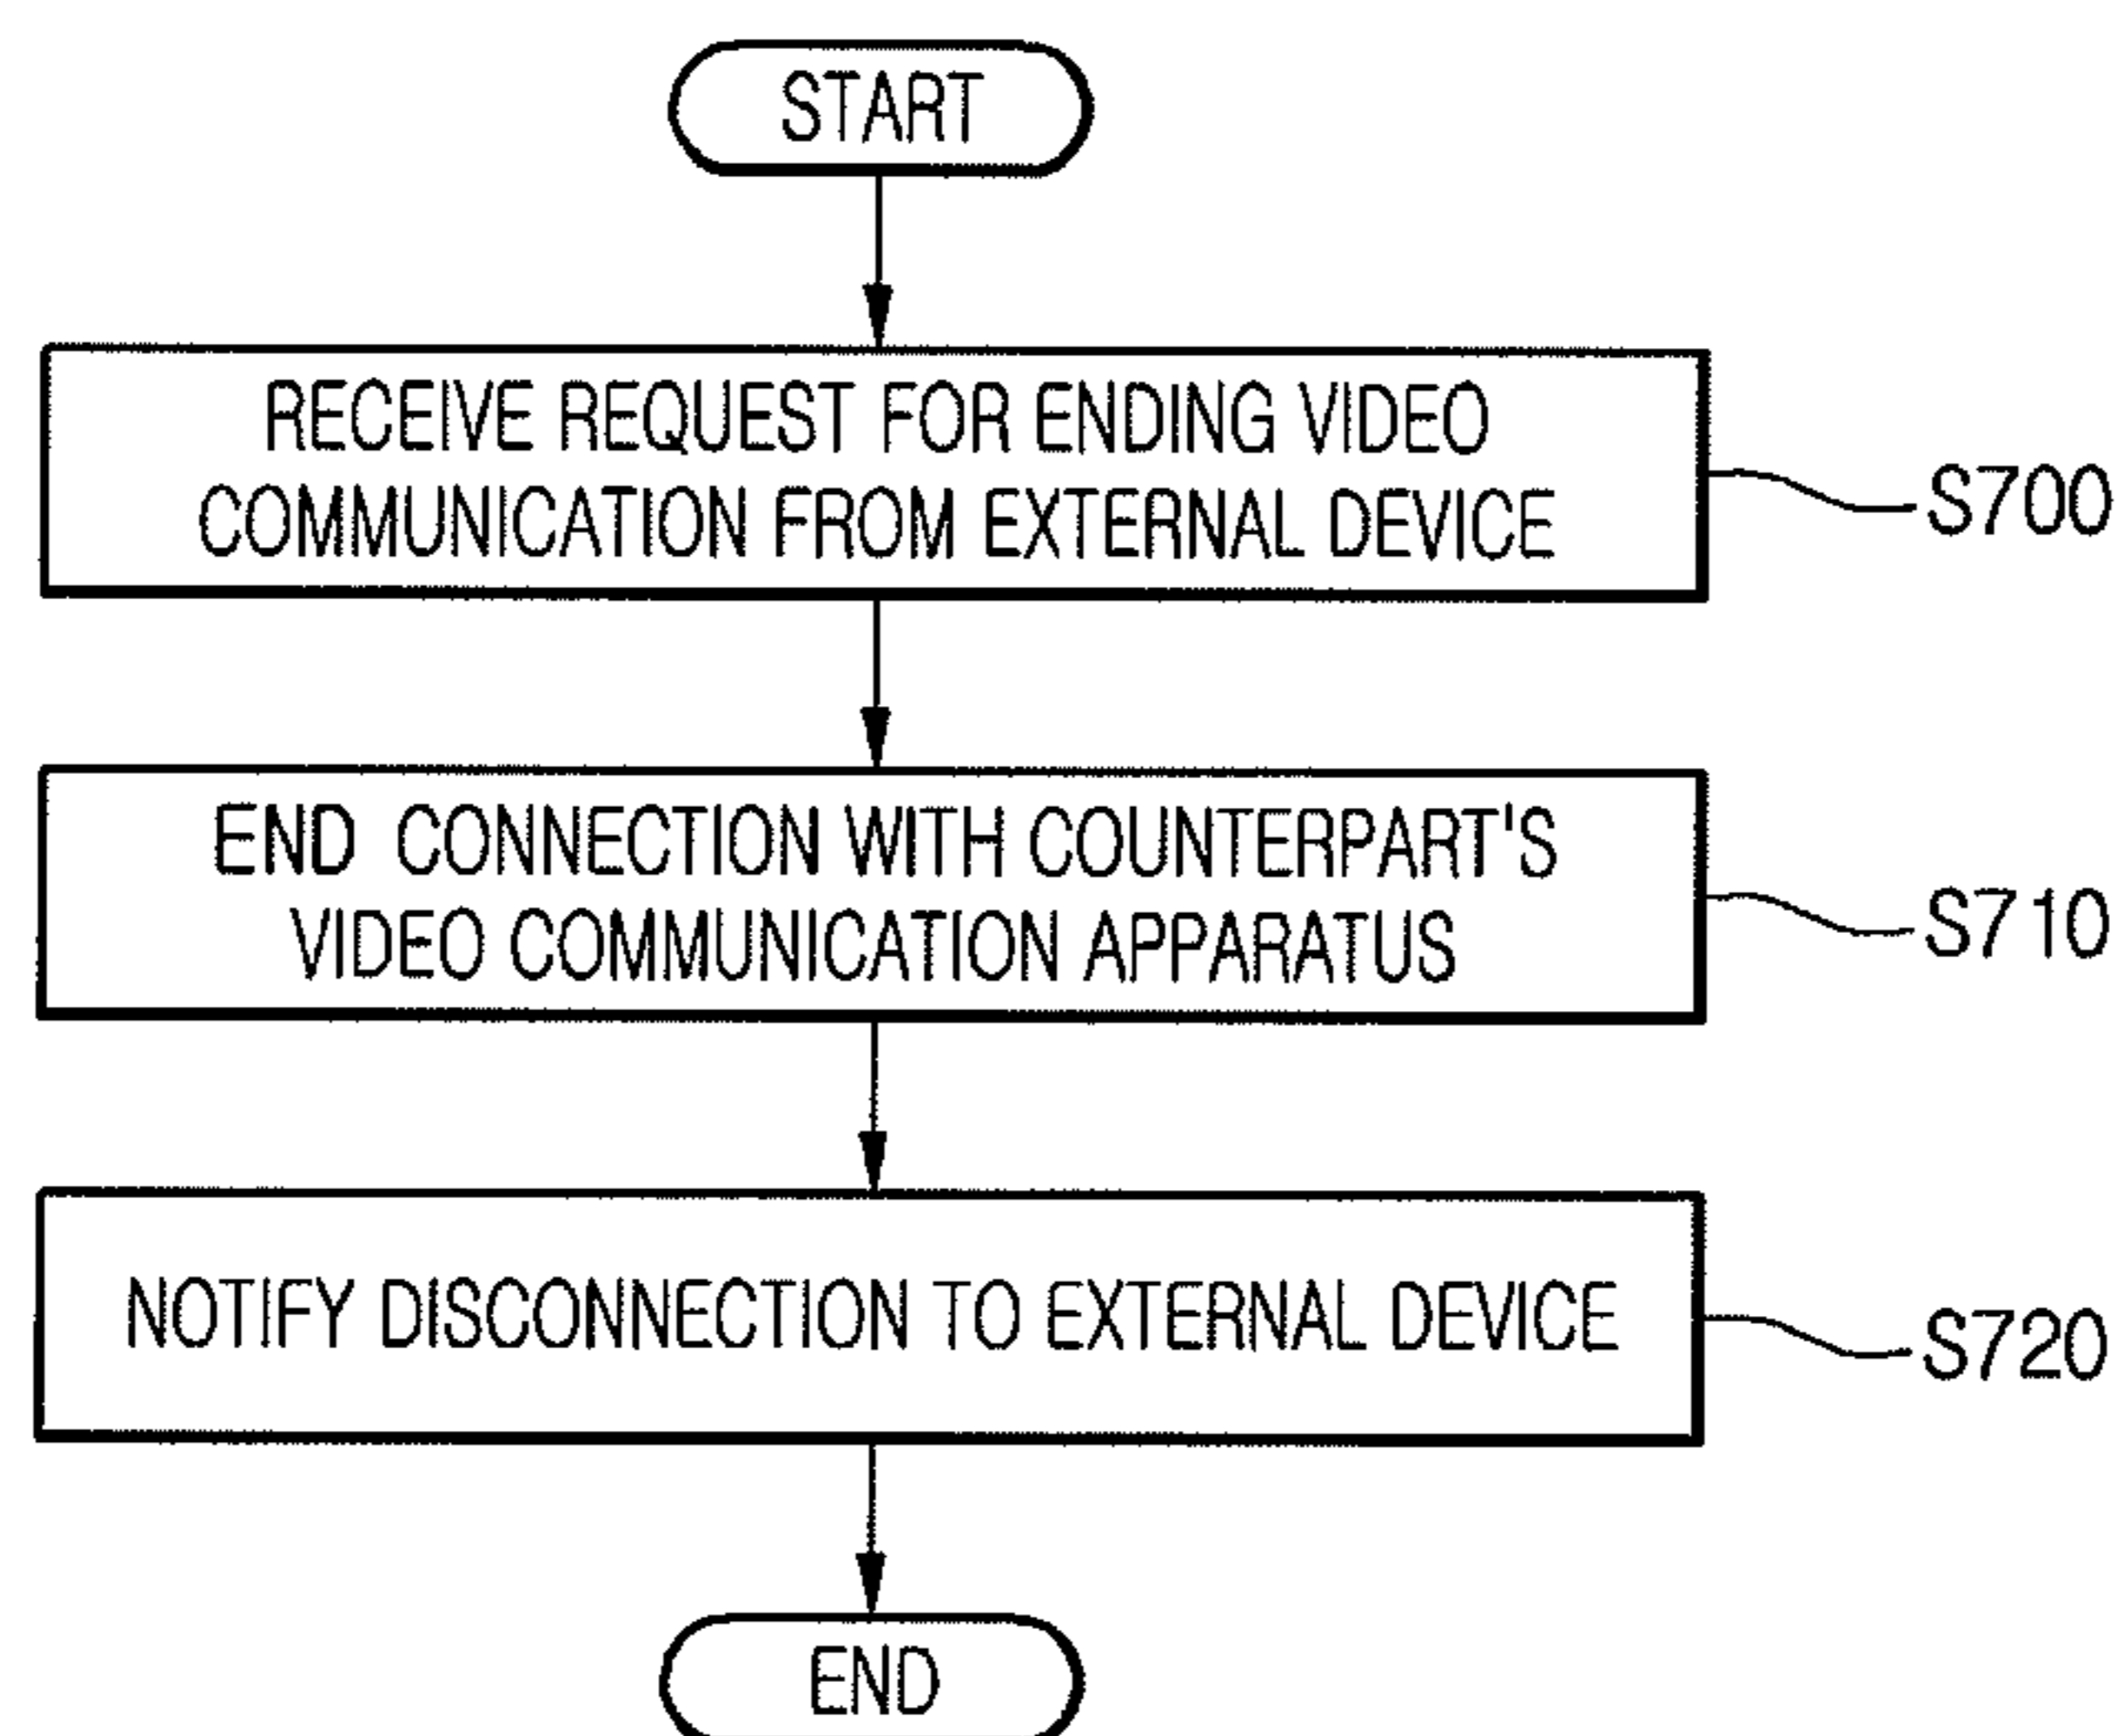 START
RECEIVE REQUEST FOR ENDING VIDEO
COMMUNICATION FROM EXTERNAL DEVICE
S700
END CONNECTION WITH COUNTERPART'S
VIDEO COMMUNICATION APPARATUS
S710
NOTIFY DISCONNECTION TO EXTERNAL DEVICE
S720
END